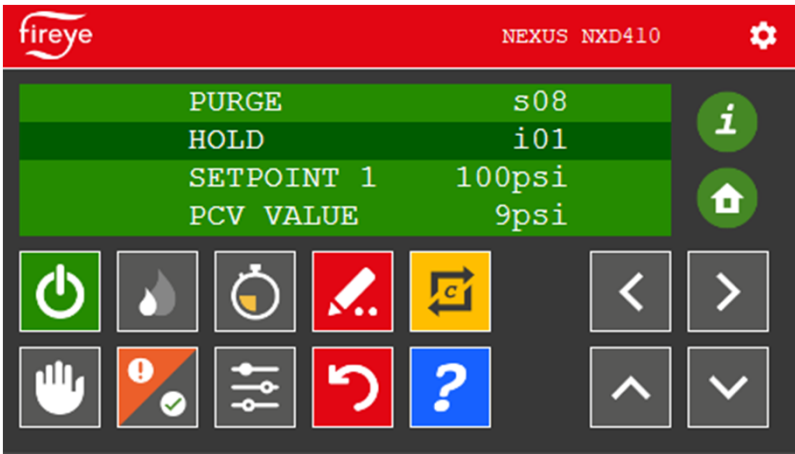 fireye
NEXUS NXD410
PURGE s08
HOLD i01
SETPOINT 1 100psi
PCV VALUE 9psi
i
C
?